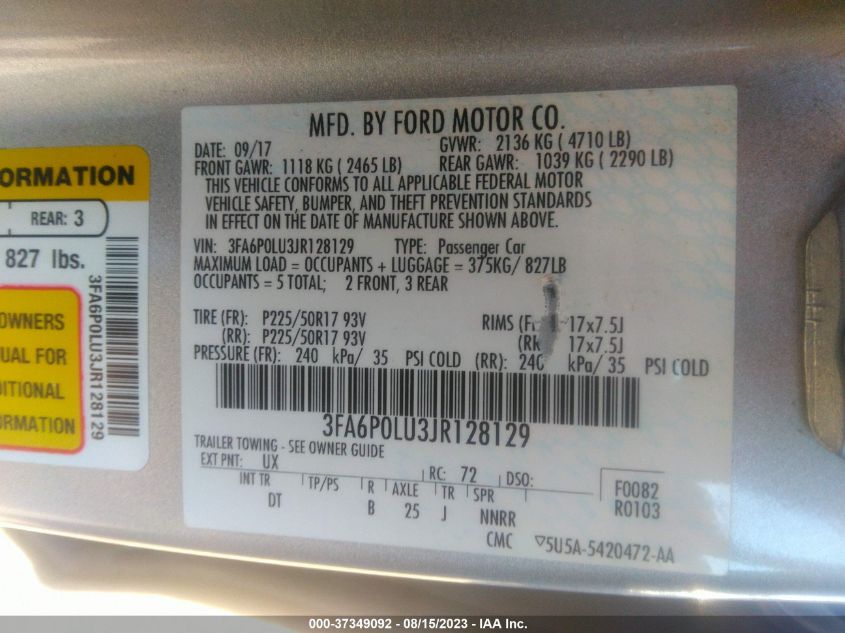 ORMATION
REAR: 3
827 lbs.
OWNERS
UAL FOR
DITIONAL
ORMATION
3FA6P0LU3JR128129
MFD. BY FORD MOTOR CO.
DATE: 09/17 GVWR: 2136 KG ( 4710 LB)
FRONT GAWR: 1118 KG ( 2465 LB) REAR GAWR: 1039 KG ( 2290 LB)
THIS VEHICLE CONFORMS TO ALL APPLICABLE FEDERAL MOTOR
VEHICLE SAFETY, BUMPER, AND THEFT PREVENTION STANDARDS
IN EFFECT ON THE DATE OF MANUFACTURE SHOWN ABOVE.
VIN: 3FA6P0LU3JR128129 TYPE: Passenger Car
MAXIMUM LOAD = OCCUPANTS + LUGGAGE = 375KG/ 827LB
OCCUPANTS = 5 TOTAL; 2 FRONT, 3 REAR
TIRE (FR): P225/50R17 93V RIMS (F 17x7.5J
(RR): P225/50R17 93V (RR 17x7.5J
PRESSURE (FR): 240 kPa/ 35 PSI COLD (RR): 240 kPa/ 35 PSI COLD
3FA6P0LU3JR128129
TRAILER TOWING - SEE OWNER GUIDE
EXT PNT: UX RC: 72 DSO:
INT TR TP/PS R AXLE TR SPR F0082
DT B 25 J NNRR R0103
CMC ▽5U5A-5420472-AA
000-37349092 - 08/15/2023 - IAA Inc.